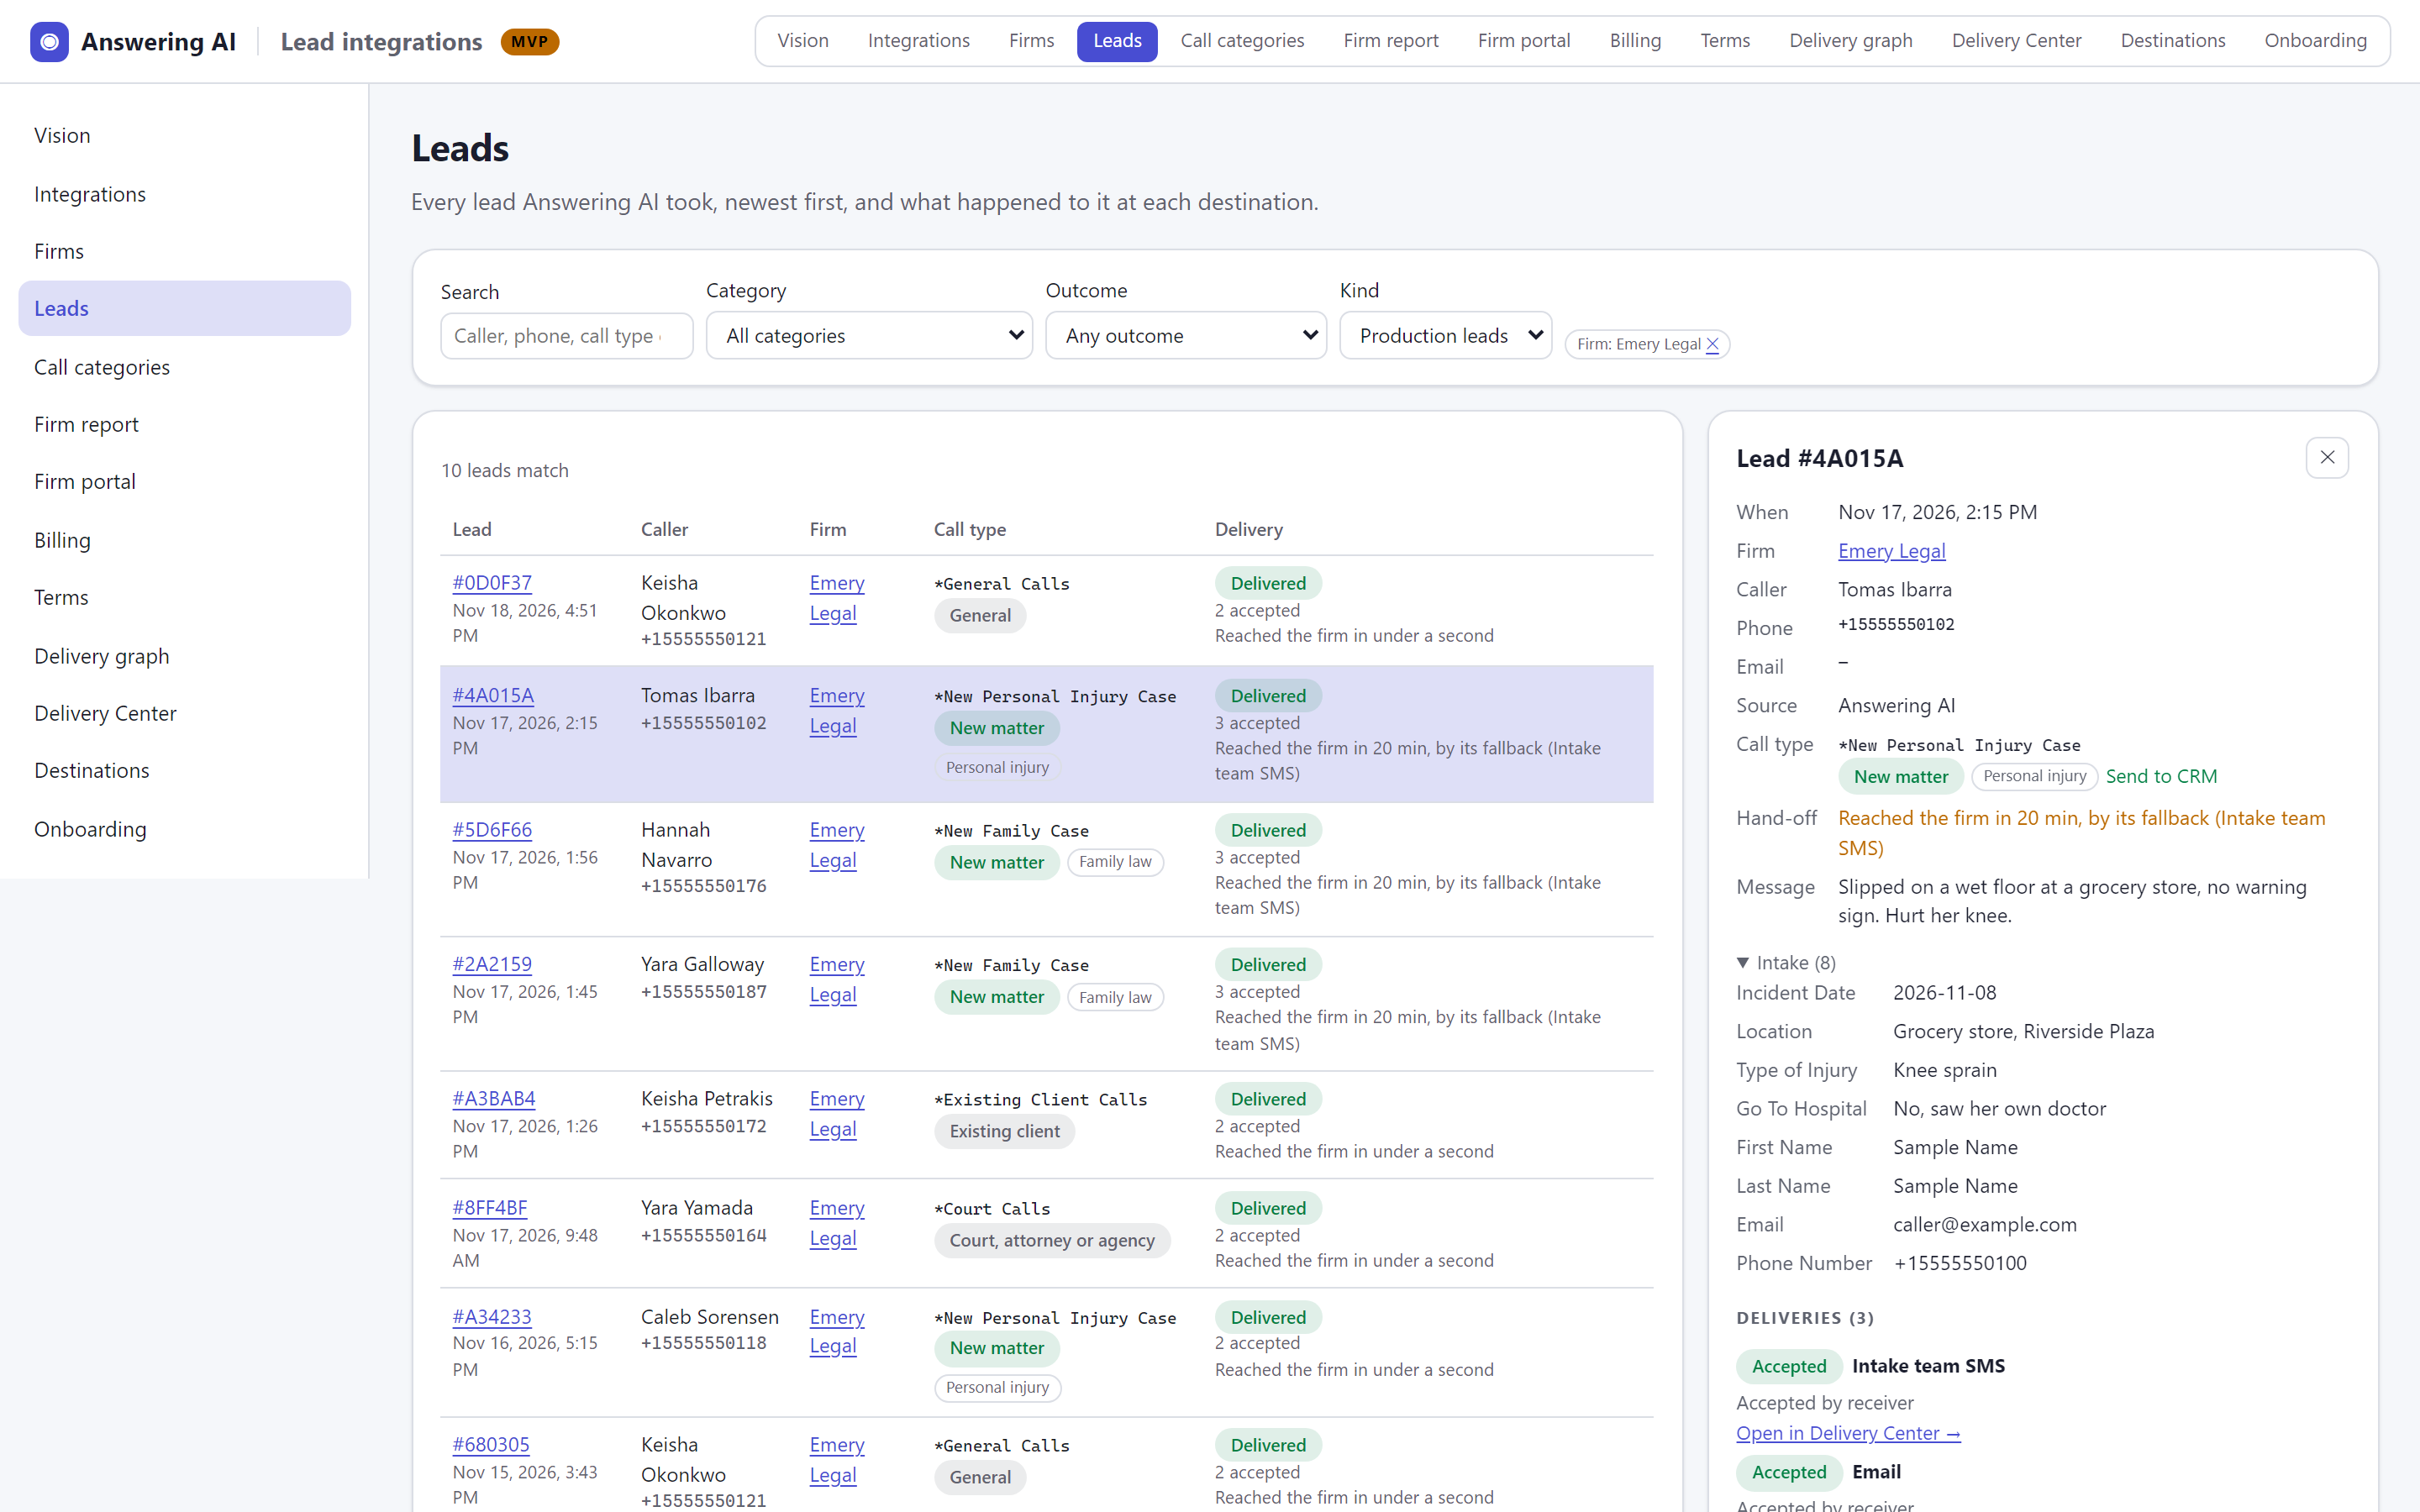 Answering AI
Lead integrations
MVP
Vision
Integrations
Firms
Leads
Call categories
Firm report
Firm portal
Billing
Terms
Delivery graph
Delivery Center
Destinations
Onboarding
Vision
Integrations
Firms
Leads
Call categories
Firm report
Firm portal
Billing
Terms
Delivery graph
Delivery Center
Destinations
Onboarding
Leads
Every lead Answering AI took, newest first, and what happened to it at each destination.
Search
Category
Outcome
Kind
Caller, phone, call type
All categories
Any outcome
Production leads
Firm: Emery Legal
10 leads match
Lead
Caller
Firm
Call type
Delivery
#0D0F37
Nov 18, 2026, 4:51
PM
Keisha
Okonkwo
+15555550121
Emery
Legal
*General Calls
General
Delivered
2 accepted
Reached the firm in under a second
#4A015A
Nov 17, 2026, 2:15
PM
Tomas Ibarra
+15555550102
Emery
Legal
*New Personal Injury Case
New matter
Personal injury
Delivered
3 accepted
Reached the firm in 20 min, by its fallback (Intake
team SMS)
#5D6F66
Nov 17, 2026, 1:56
PM
Hannah
Navarro
+15555550176
Emery
Legal
*New Family Case
New matter
Family law
Delivered
3 accepted
Reached the firm in 20 min, by its fallback (Intake
team SMS)
#2A2159
Nov 17, 2026, 1:45
PM
Yara Galloway
+15555550187
Emery
Legal
*New Family Case
New matter
Family law
Delivered
3 accepted
Reached the firm in 20 min, by its fallback (Intake
team SMS)
#A3BAB4
Nov 17, 2026, 1:26
PM
Keisha Petrakis
+15555550172
Emery
Legal
*Existing Client Calls
Existing client
Delivered
2 accepted
Reached the firm in under a second
#8FF4BF
Nov 17, 2026, 9:48
AM
Yara Yamada
+15555550164
Emery
Legal
*Court Calls
Court, attorney or agency
Delivered
2 accepted
Reached the firm in under a second
#A34233
Nov 16, 2026, 5:15
PM
Caleb Sorensen
+15555550118
Emery
Legal
*New Personal Injury Case
New matter
Personal injury
Delivered
2 accepted
Reached the firm in under a second
#680305
Nov 15, 2026, 3:43
PM
Keisha
Okonkwo
+15555550121
Emery
Legal
*General Calls
General
Delivered
2 accepted
Reached the firm in under a second
Lead #4A015A
When Nov 17, 2026, 2:15 PM
Firm Emery Legal
Caller Tomas Ibarra
Phone +15555550102
Email –
Source Answering AI
Call type *New Personal Injury Case
New matter Personal injury Send to CRM
Hand-off Reached the firm in 20 min, by its fallback (Intake team
SMS)
Message Slipped on a wet floor at a grocery store, no warning
sign. Hurt her knee.
▼ Intake (8)
Incident Date 2026-11-08
Location Grocery store, Riverside Plaza
Type of Injury Knee sprain
Go To Hospital No, saw her own doctor
First Name Sample Name
Last Name Sample Name
Email caller@example.com
Phone Number +15555550100
DELIVERIES (3)
Accepted Intake team SMS
Accepted by receiver
Open in Delivery Center →
Accepted Email
Accepted by receiver